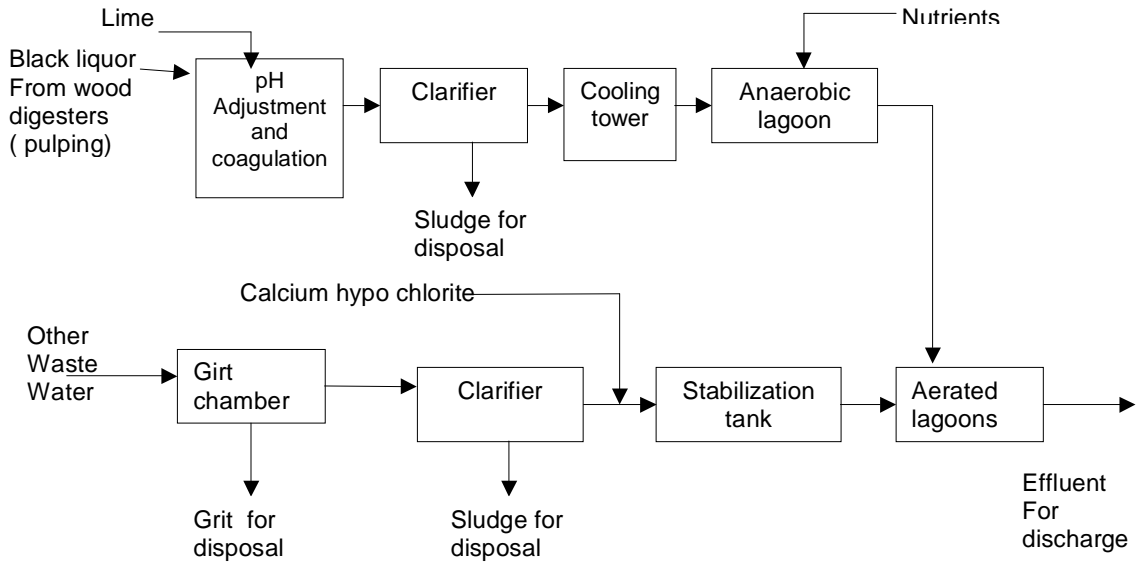 Lime
Nutrients
Black liquor
From wood
digesters
( pulping)
pH
Adjustment
and
coagulation
Clarifier
Cooling
tower
Anaerobic
lagoon
Sludge for
disposal
Calcium hypo chlorite
Other
Waste
Water
Girt
chamber
Clarifier
Stabilization
tank
Aerated
lagoons
Grit for
disposal
Sludge for
disposal
Effluent
For
discharge